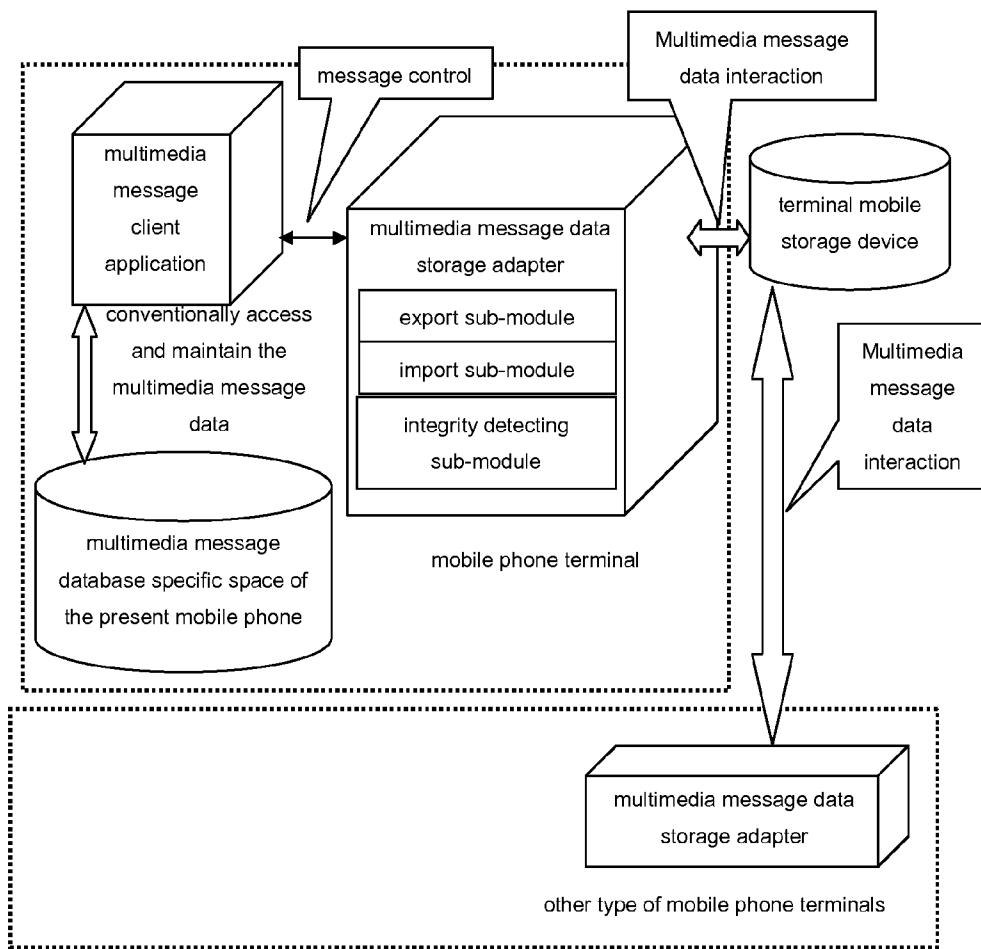 Multimedia message
data interaction
message control
multimedia
message
client
application
multimedia message data
storage adapter
export sub-module
import sub-module
integrity detecting
sub-module
terminal mobile
storage device
conventionally access
and maintain the
multimedia message
data
Multimedia
message
data
interaction
multimedia message
database specific space of
the present mobile phone
mobile phone terminal
multimedia message data
storage adapter
other type of mobile phone terminals